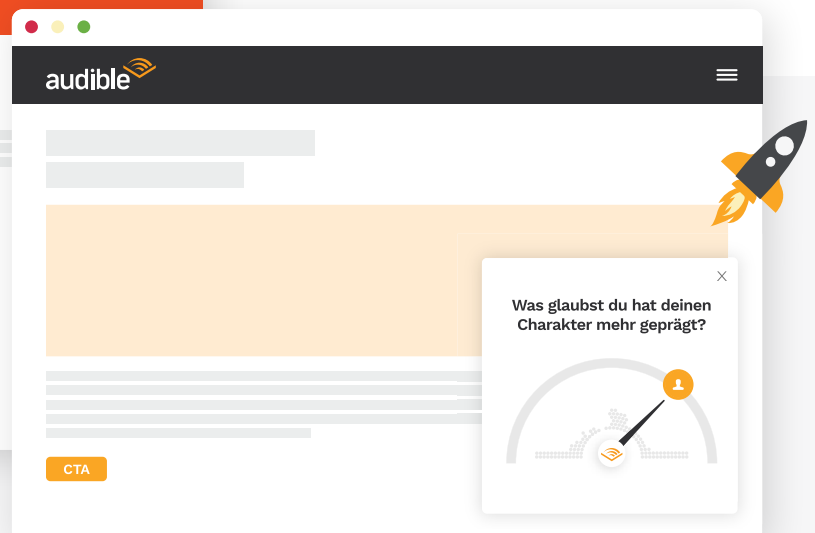 audible
Was glaubst du hat deinen
Charakter mehr geprägt?
CTA